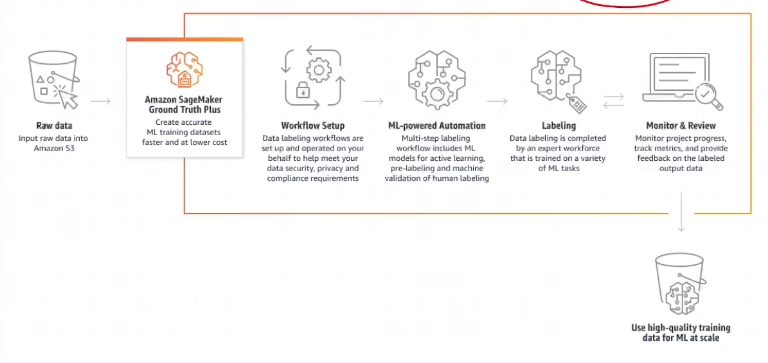 Raw data
Input raw data into
Amazon S3
Amazon SageMaker
Ground Truth Plus
Create accurate
ML training datasets
faster and at lower cost
Workflow Setup
Data labeling workflows are
set up and operated on your
behalf to help meet your
data security, privacy and
compliance requirements
ML-powered Automation
Multi-step labeling
workflow includes ML
models for active learning,
pre-labeling and machine
validation of human labeling
Labeling
Data labeling is completed
by an expert workforce
that is trained on a variety
of ML tasks
Monitor & Review
Monitor project progress,
track metrics, and provide
feedback on the labeled
output data
Use high-quality training
data for ML at scale